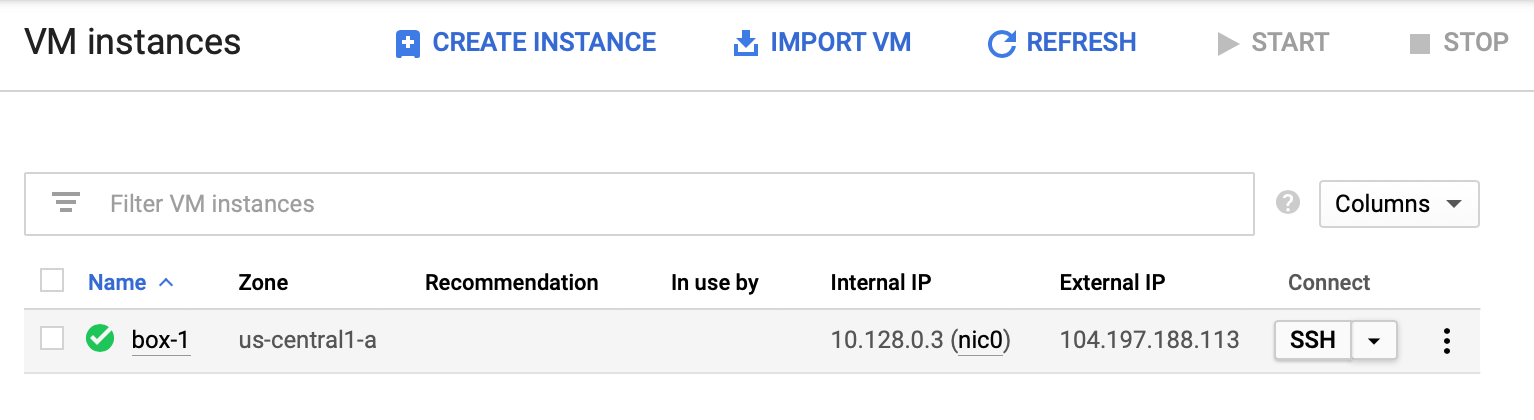 VM instances CREATE INSTANCE IMPORT VM REFRESH START STOP
Filter VM instances ? Columns
Name Zone Recommendation In use by Internal IP External IP Connect
box-1 us-central1-a 10.128.0.3 (nic0) 104.197.188.113 SSH